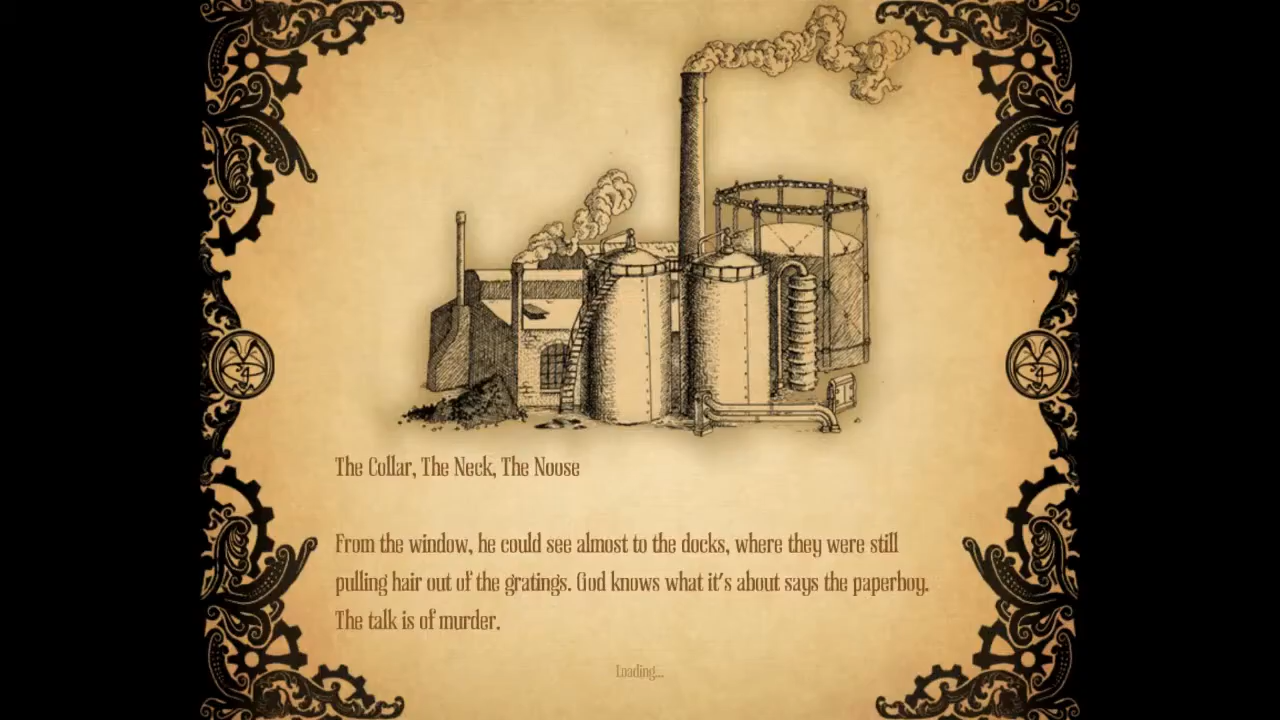 The Collar, The Neck, The Noose
From the window, he could see almost to the docks, where they were still
pulling hair out of the gratings. God knows what it's about says the paperboy.
The talk is of murder.
Loading...